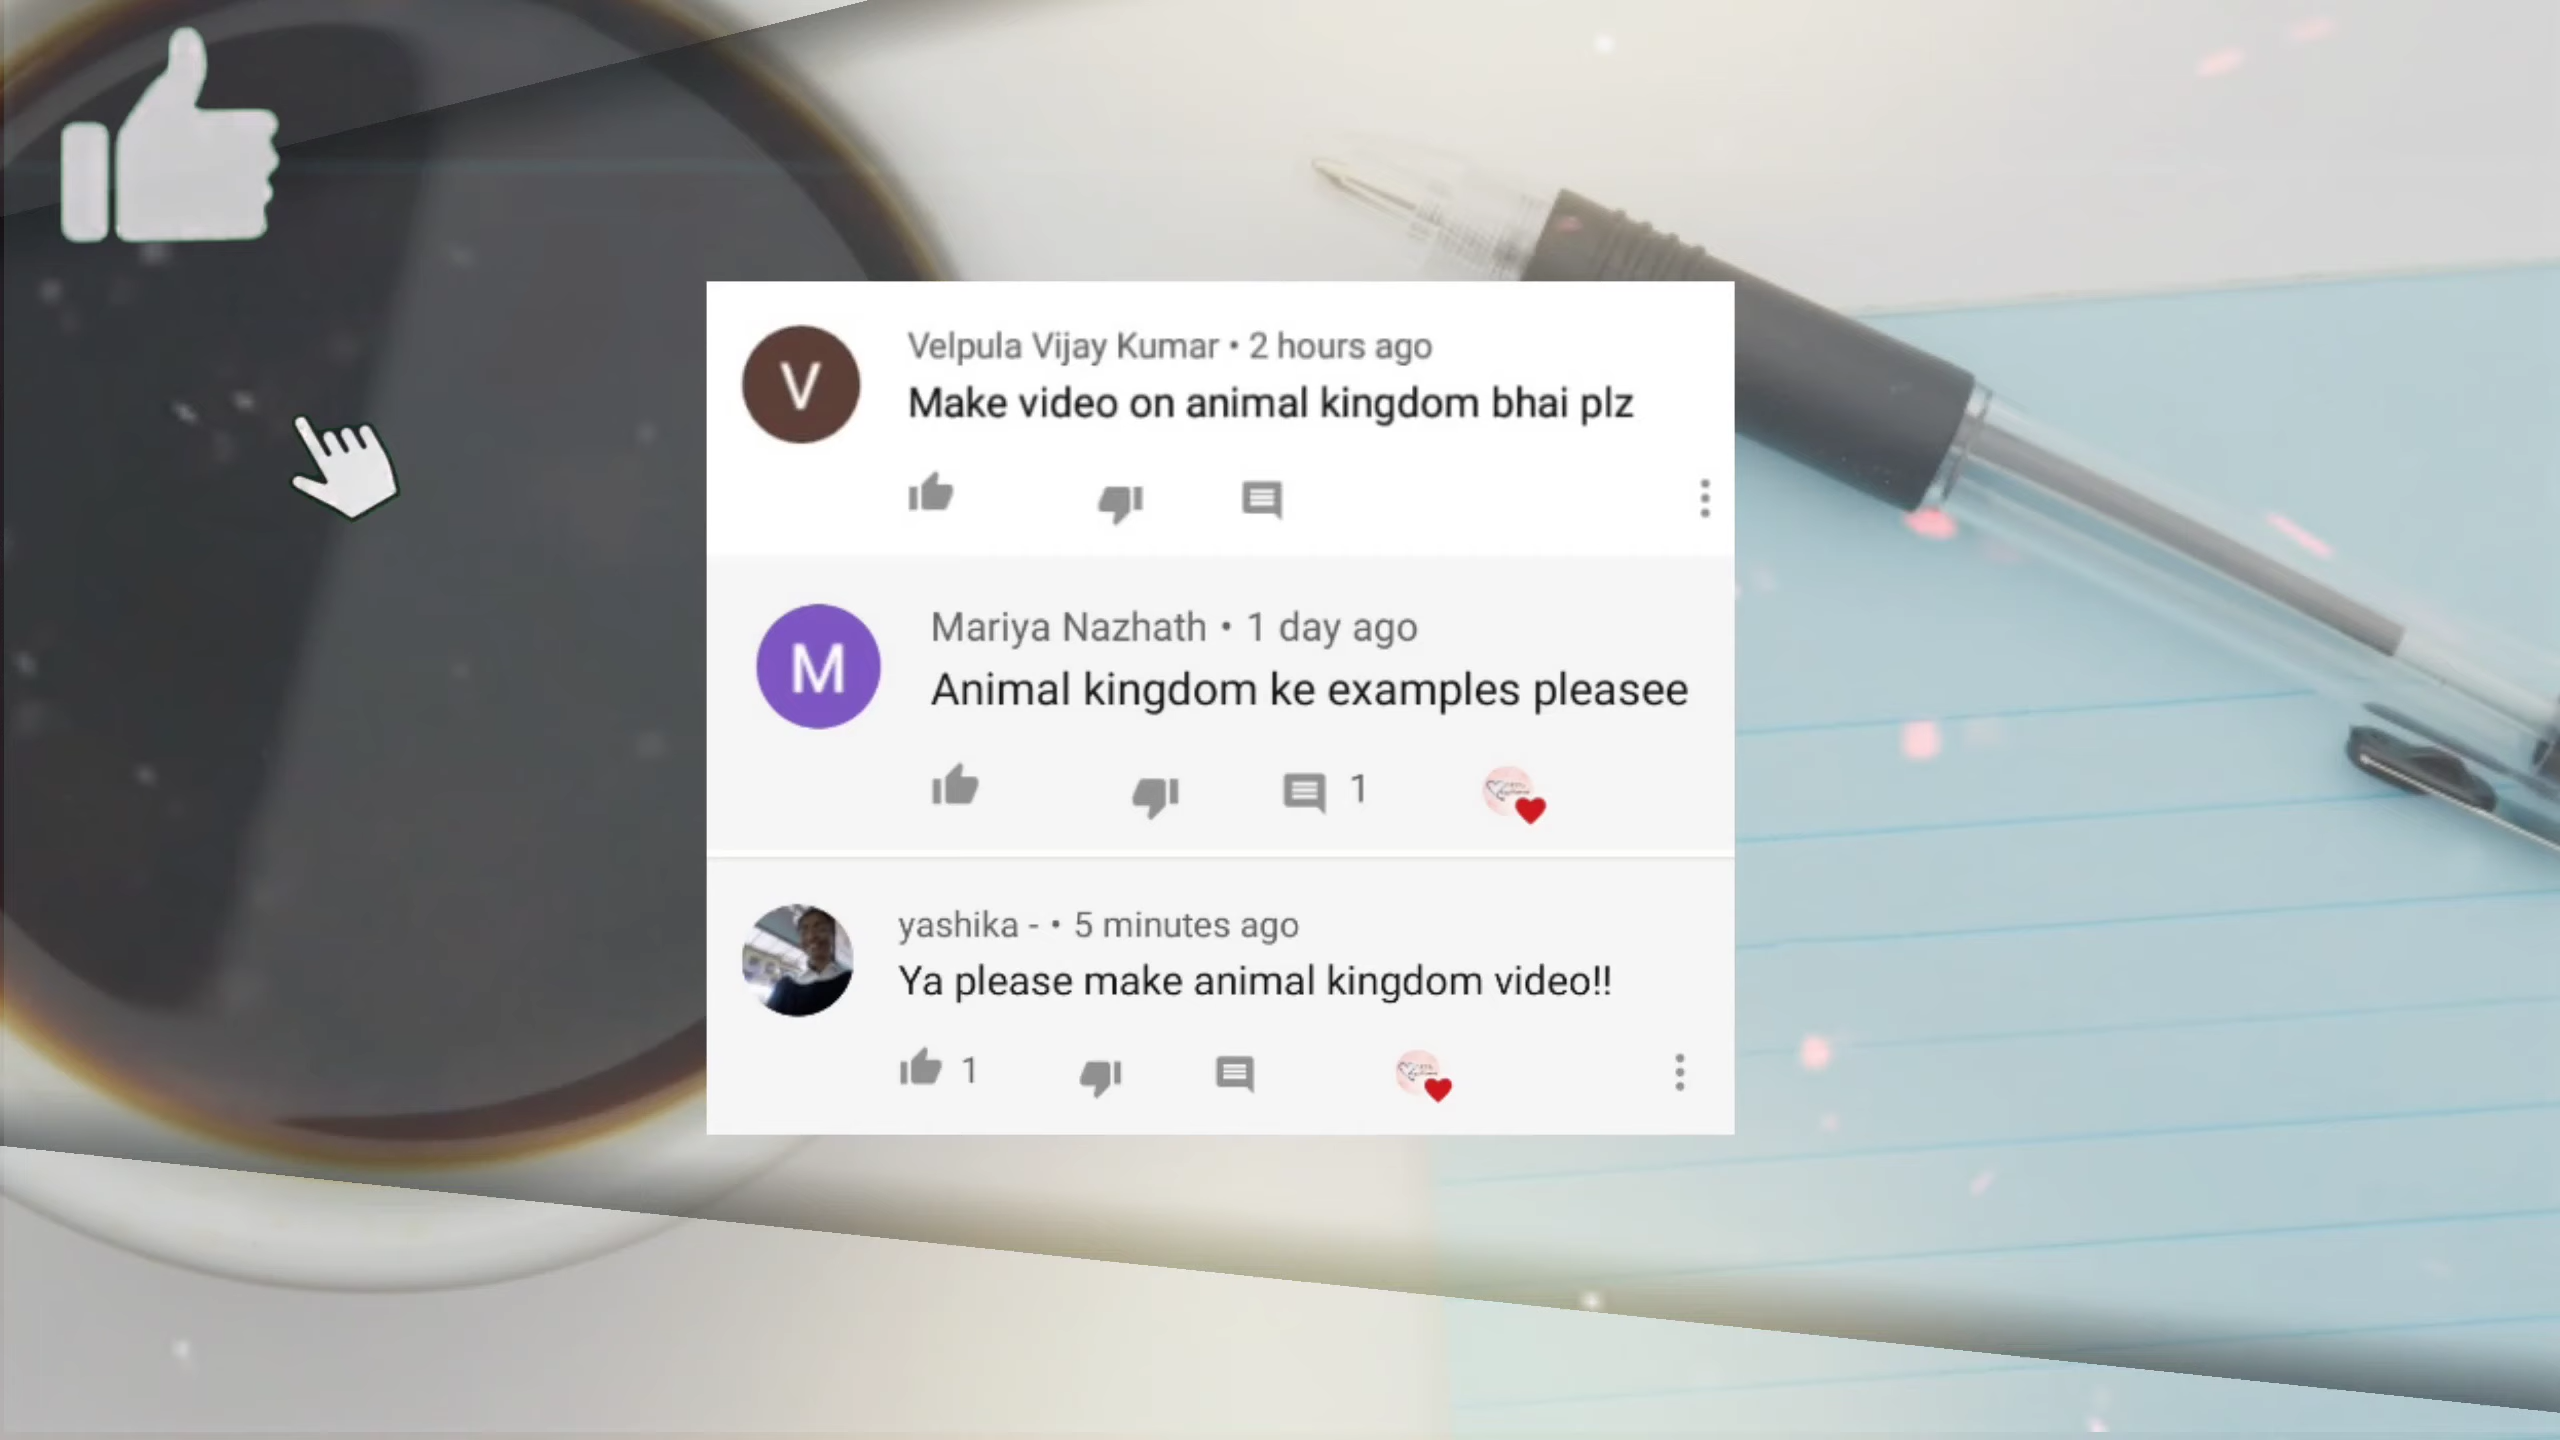 V
Velpula Vijay Kumar • 2 hours ago
Make video on animal kingdom bhai plz
M
Mariya Nazhath • 1 day ago
Animal kingdom ke examples pleasee
1
yashika - • 5 minutes ago
Ya please make animal kingdom video!!
1